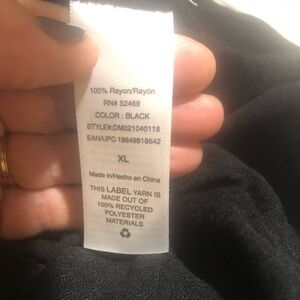 100% Rayon/Rayón
RN# 52469
COLOR : BLACK
STYLE#:DM021040118
EAN/UPC 19649818642
XL
Made in/Hecho en China
THIS LABEL YARN IS
MADE OUT OF
100% RECYCLED
POLYESTER
MATERIALS